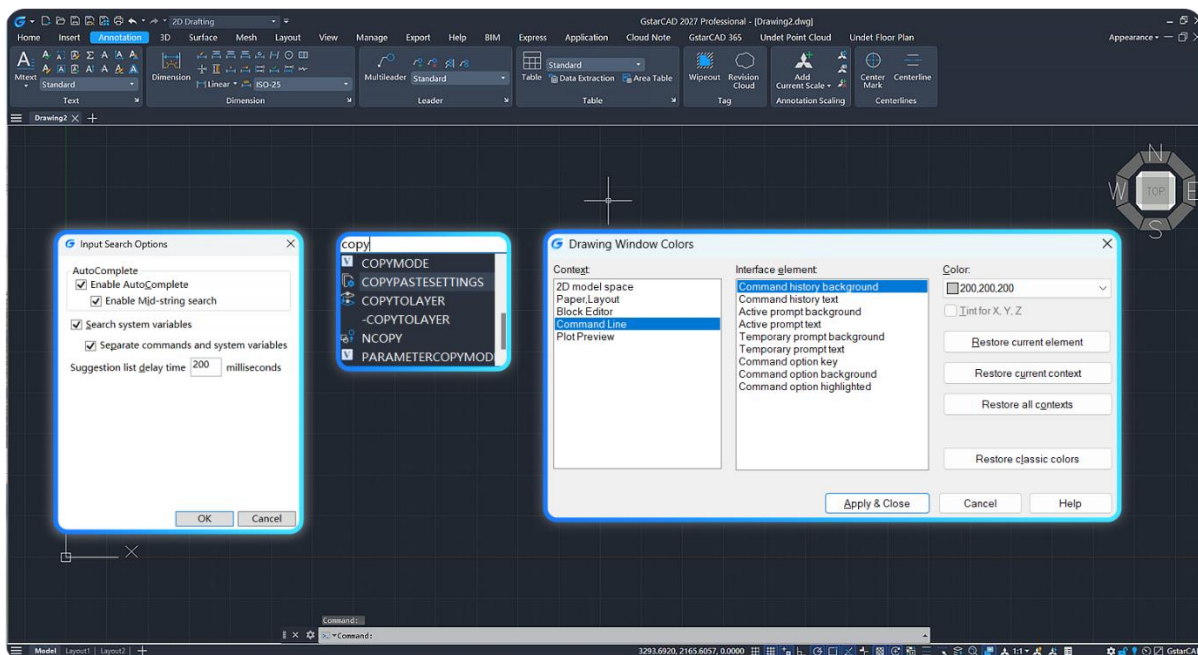 2D Drafting
GstarCAD 2027 Professional - [Drawing2.dwg]
Home Insert Annotation 3D Surface Mesh Layout View Manage Export Help BIM Express Application Cloud Note GstarCAD 365 Undet Point Cloud Undet Floor Plan Appearance
Mtext
Standard
Text
Dimension
Linear
ISO-25
Dimension
Multileader
Standard
Leader
Table
Standard
Data Extraction
Area Table
Table
Wipeout
Revision
Cloud
Tag
Add
Current Scale
Annotation Scaling
Center
Mark
Centerline
Centerlines
Drawing2
N
W TOP E
S
Input Search Options
AutoComplete
Enable AutoComplete
Enable Mid-string search
Search system variables
Separate commands and system variables
Suggestion list delay time 200 milliseconds
OK Cancel
copy
COPYMODE
COPYPASTESETTINGS
COPYTOLAYER
-COPYTOLAYER
NCOPY
PARAMETERCOPYMOD
Drawing Window Colors
Context:
2D model space
Paper,Layout
Block Editor
Command Line
Plot Preview
Interface element:
Command history background
Command history text
Active prompt background
Active prompt text
Temporary prompt background
Temporary prompt text
Command option key
Command option background
Command option highlighted
Color:
200,200,200
Tint for X, Y, Z
Restore current element
Restore current context
Restore all contexts
Restore classic colors
Apply & Close Cancel Help
X
Command:
Command:
Model Layout1 Layout2
3293.6920, 2165.6057, 0.0000
1:1
GstarCAD